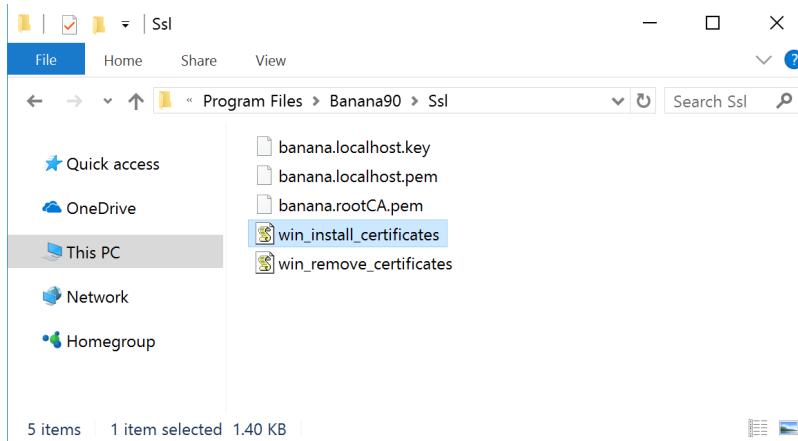 Ssl
File Home Share View
« Program Files > Banana90 > Ssl Search Ssl
Quick access
OneDrive
This PC
Network
Homegroup
banana.localhost.key
banana.localhost.pem
banana.rootCA.pem
win_install_certificates
win_remove_certificates
5 items 1 item selected 1.40 KB